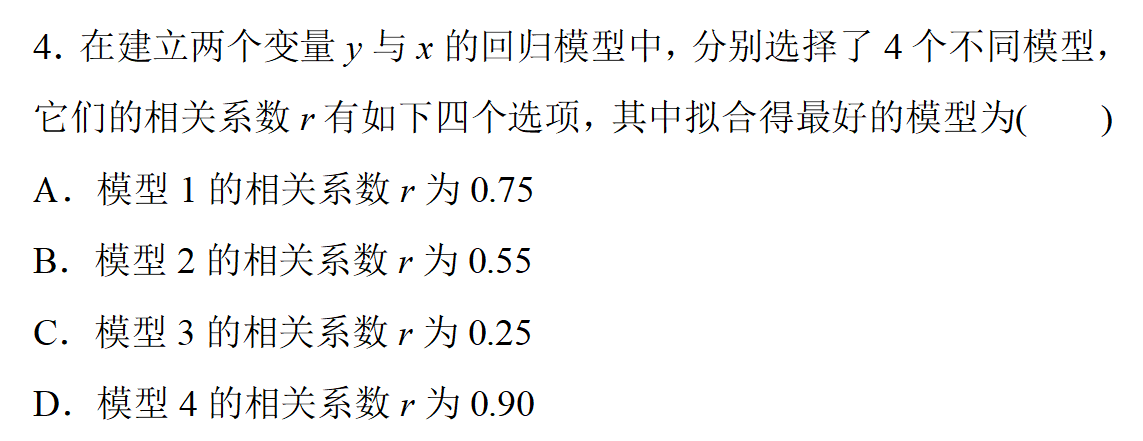 4．在建立两个变量 y 与 x 的回归模型中，分别选择了 4 个不同模型，
它们的相关系数 r 有如下四个选项，其中拟合得最好的模型为(　　)
A．模型 1 的相关系数 r 为 0.75
B．模型 2 的相关系数 r 为 0.55
C．模型 3 的相关系数 r 为 0.25
D．模型 4 的相关系数 r 为 0.90